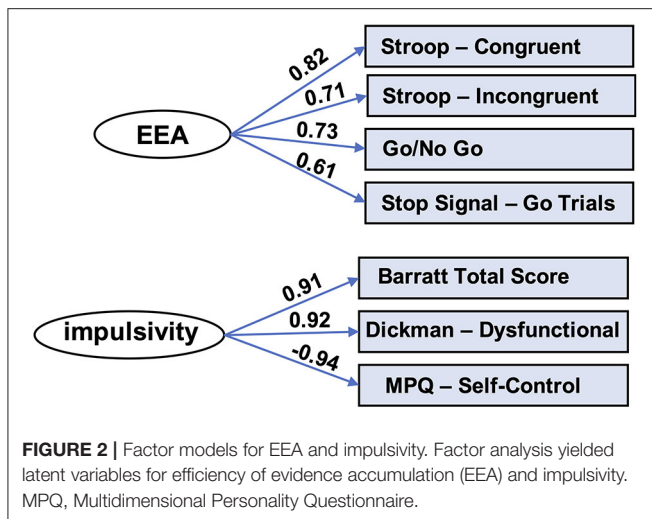 Stroop – Congruent
0.82
Stroop – Incongruent
0.71
EEA
0.73
Go/No Go
0.61
Stop Signal – Go Trials
Barratt Total Score
0.91
impulsivity
0.92
Dickman – Dysfunctional
-0.94
MPQ – Self-Control
FIGURE 2 | Factor models for EEA and impulsivity. Factor analysis yielded
latent variables for efficiency of evidence accumulation (EEA) and impulsivity.
MPQ, Multidimensional Personality Questionnaire.